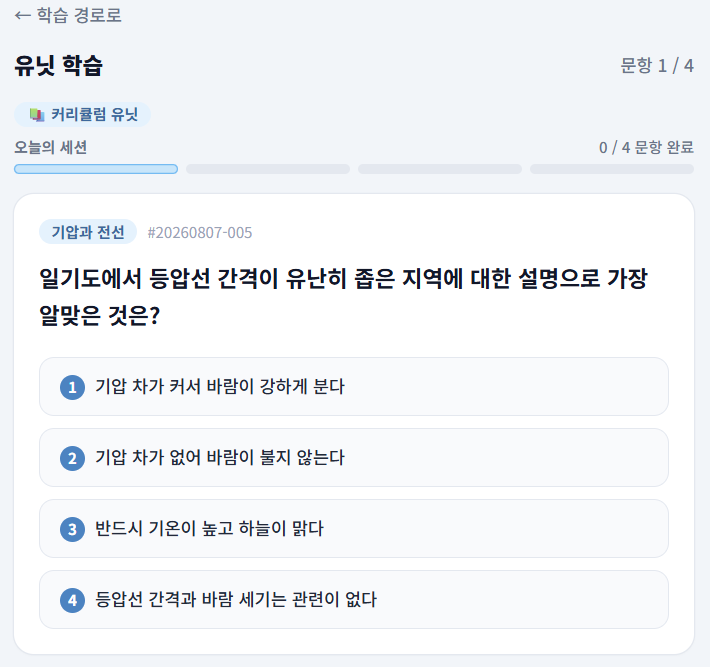 ← 학습 경로로
유닛 학습
문항 1 / 4
커리큘럼 유닛
오늘의 세션
0 / 4 문항 완료
기압과 전선
#20260807-005
일기도에서 등압선 간격이 유난히 좁은 지역에 대한 설명으로 가장
알맞은 것은?
1 기압 차가 커서 바람이 강하게 분다
2 기압 차가 없어 바람이 불지 않는다
3 반드시 기온이 높고 하늘이 맑다
4 등압선 간격과 바람 세기는 관련이 없다